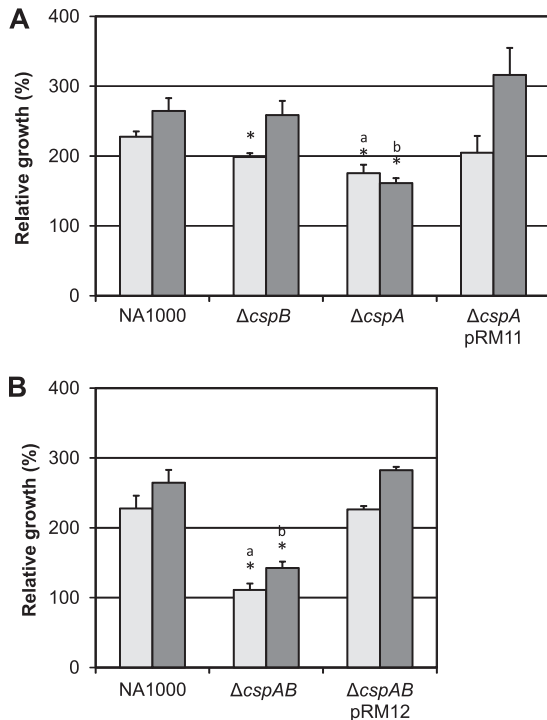 A
Relative growth (%)
400
300
200
100
0
*
a
*
b
*
NA1000
ΔcspB
ΔcspA
ΔcspA
pRM11
B
Relative growth (%)
400
300
200
100
0
a
*
b
*
NA1000
ΔcspAB
ΔcspAB
pRM12